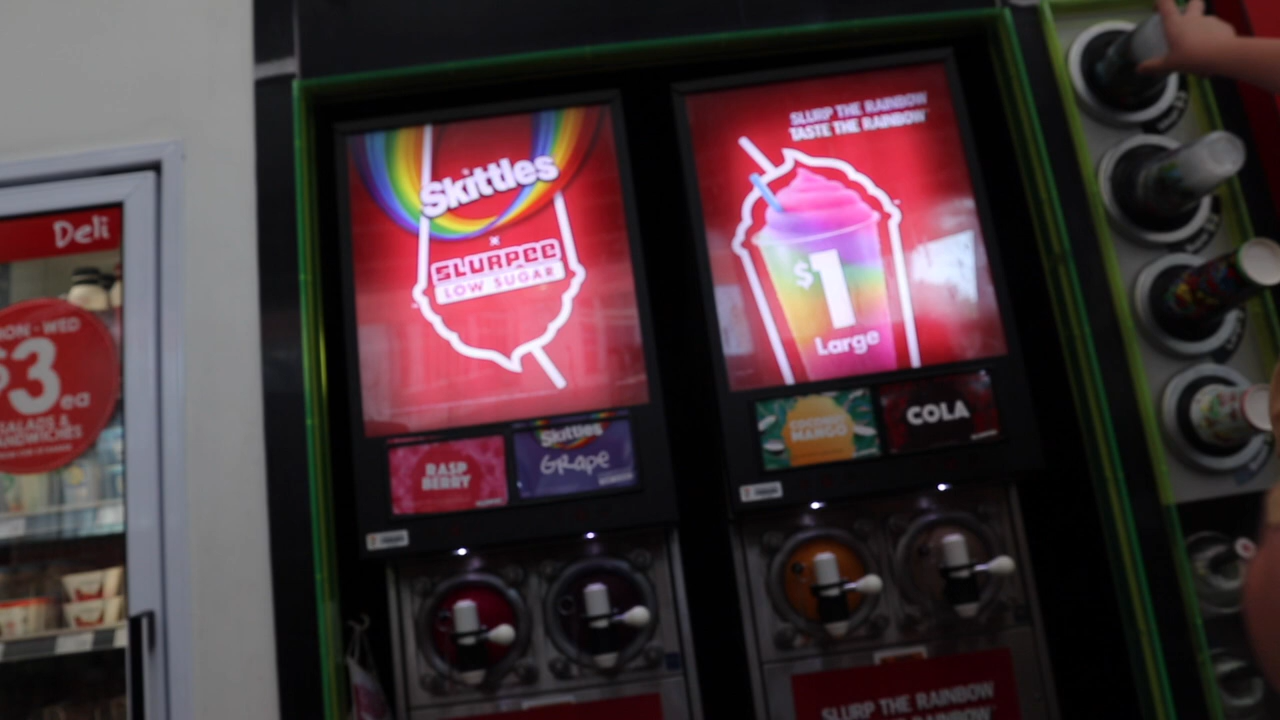 Deli
MON - WED
$3 ea
SALADS &
SANDWICHES
Skittles
x
SLURPEE
LOW SUGAR
SLURP THE RAINBOW
TASTE THE RAINBOW
$1
Large
RASP
BERRY
Skittles
Grape
MANGO
COLA
SLURP THE RAINBOW